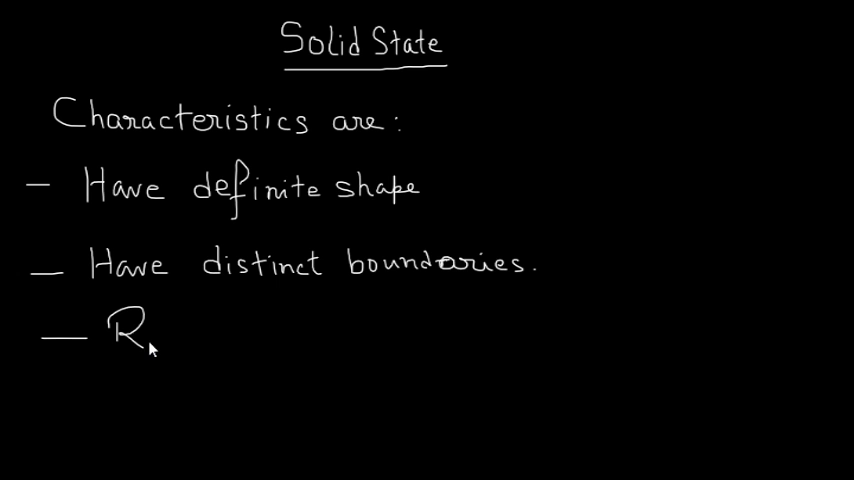 Solid State
Characteristics are:
- Have definite shape
- Have distinct boundaries.
- R